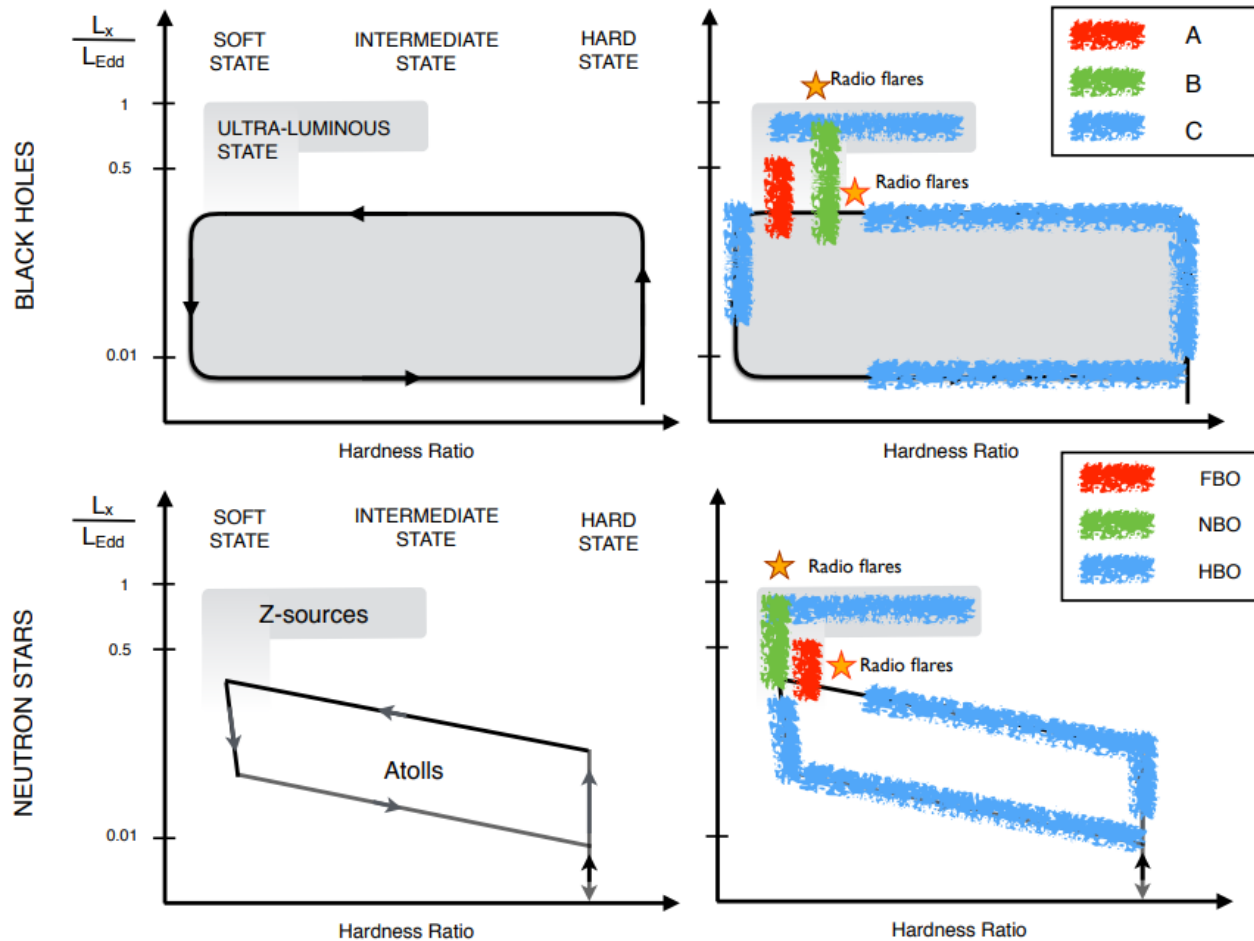 BLACK HOLES
Lx
LEdd
SOFT
STATE
INTERMEDIATE
STATE
HARD
STATE
1
0.5
0.01
ULTRA-LUMINOUS
STATE
Hardness Ratio
Radio flares
Radio flares
A
B
C
Hardness Ratio
NEUTRON STARS
Lx
LEdd
SOFT
STATE
INTERMEDIATE
STATE
HARD
STATE
1
0.5
0.01
Z-sources
Atolls
Hardness Ratio
Radio flares
Radio flares
FBO
NBO
HBO
Hardness Ratio